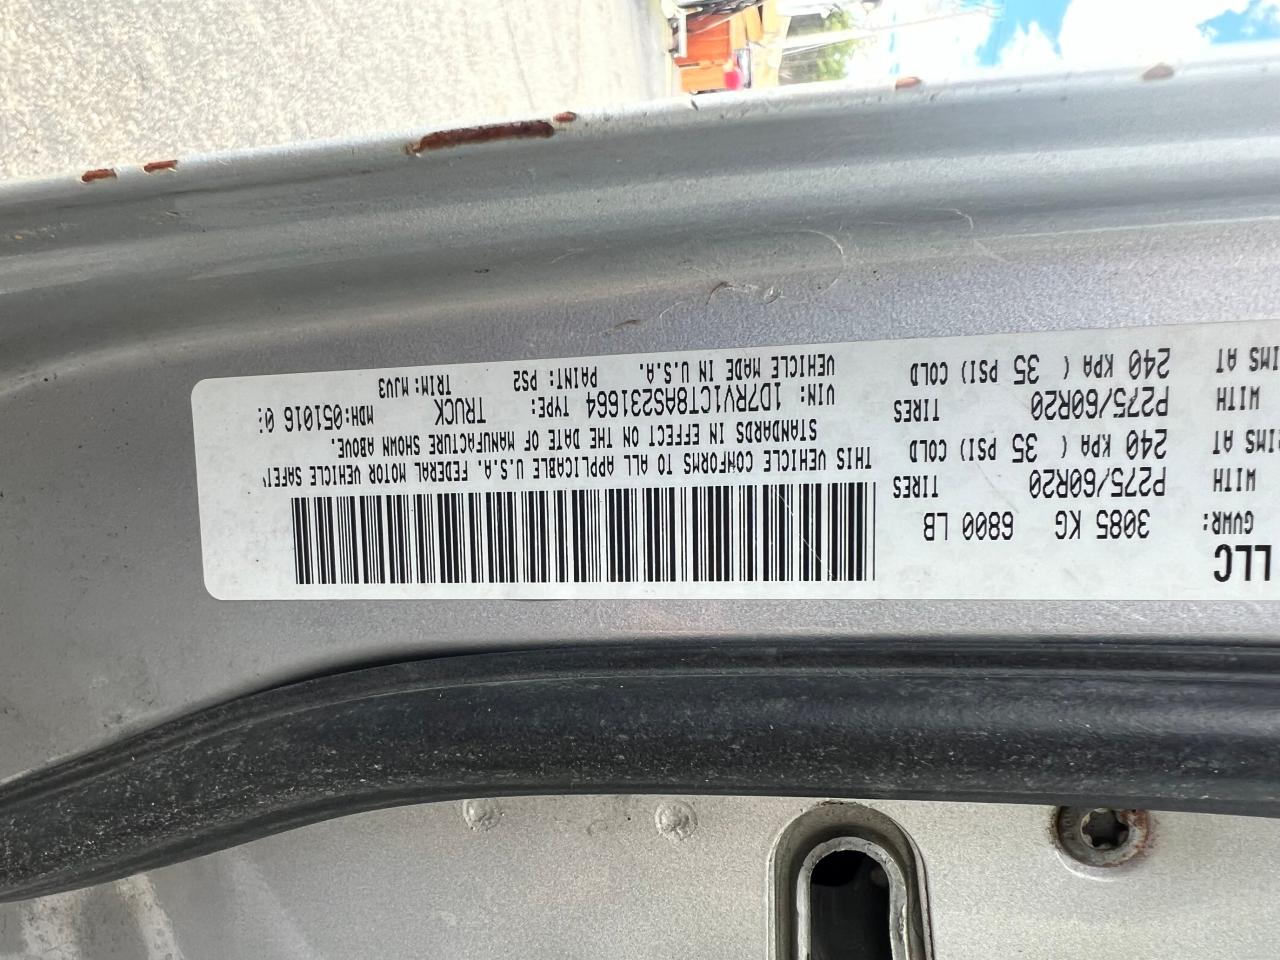 LLC
GVWR: 3085 KG 6800 LB
WITH P275/60R20 TIRES
IMS AT 240 KPA ( 35 PSI) COLD
WITH P275/60R20 TIRES
IMS AT 240 KPA ( 35 PSI) COLD
THIS VEHICLE CONFORMS TO ALL APPLICABLE U.S.A. FEDERAL MOTOR VEHICLE SAFETY
STANDARDS IN EFFECT ON THE DATE OF MANUFACTURE SHOWN ABOVE.
VIN: 1D7RV1CT8AS231664 TYPE: TRUCK MDH:051016 0
VEHICLE MADE IN U.S.A. PAINT: PS2 TRIM: MJV3